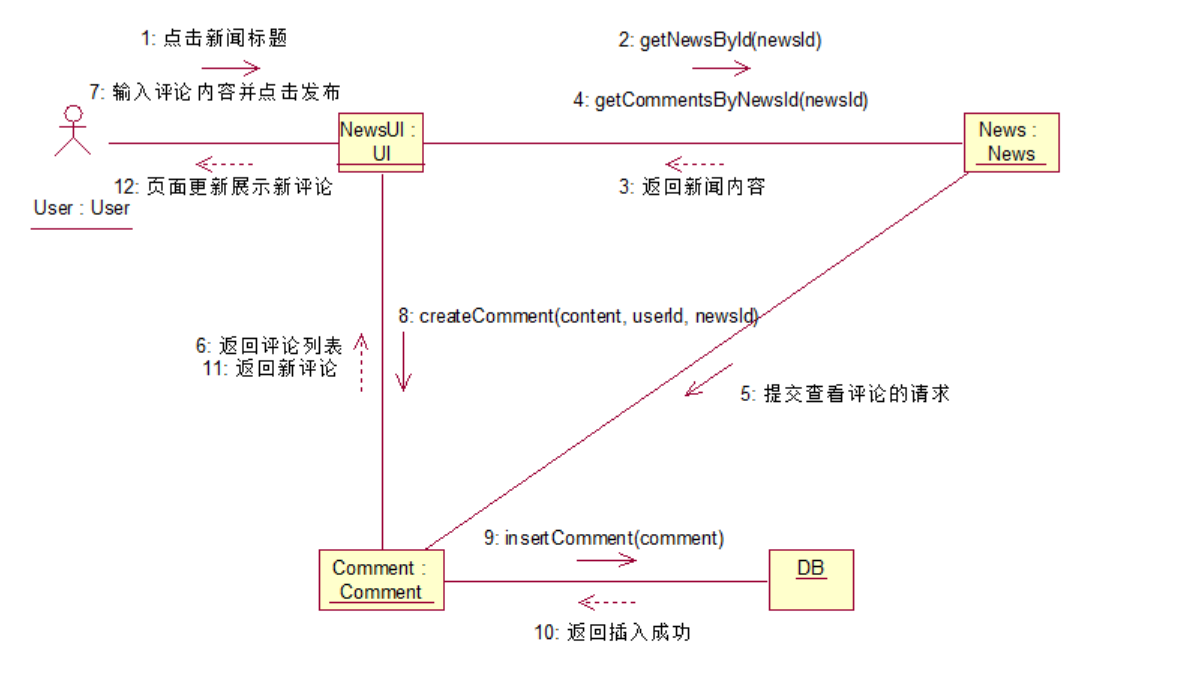 1: 点击新闻标题
2: getNewsById(newsId)
7: 输入评论内容并点击发布
4: getCommentsByNewsId(newsId)
NewsUI :
UI
News :
News
12: 页面更新展示新评论
3: 返回新闻内容
User : User
8: createComment(content, userId, newsId)
6: 返回评论列表
11: 返回新评论
5: 提交查看评论的请求
9: insertComment(comment)
Comment :
Comment
DB
10: 返回插入成功